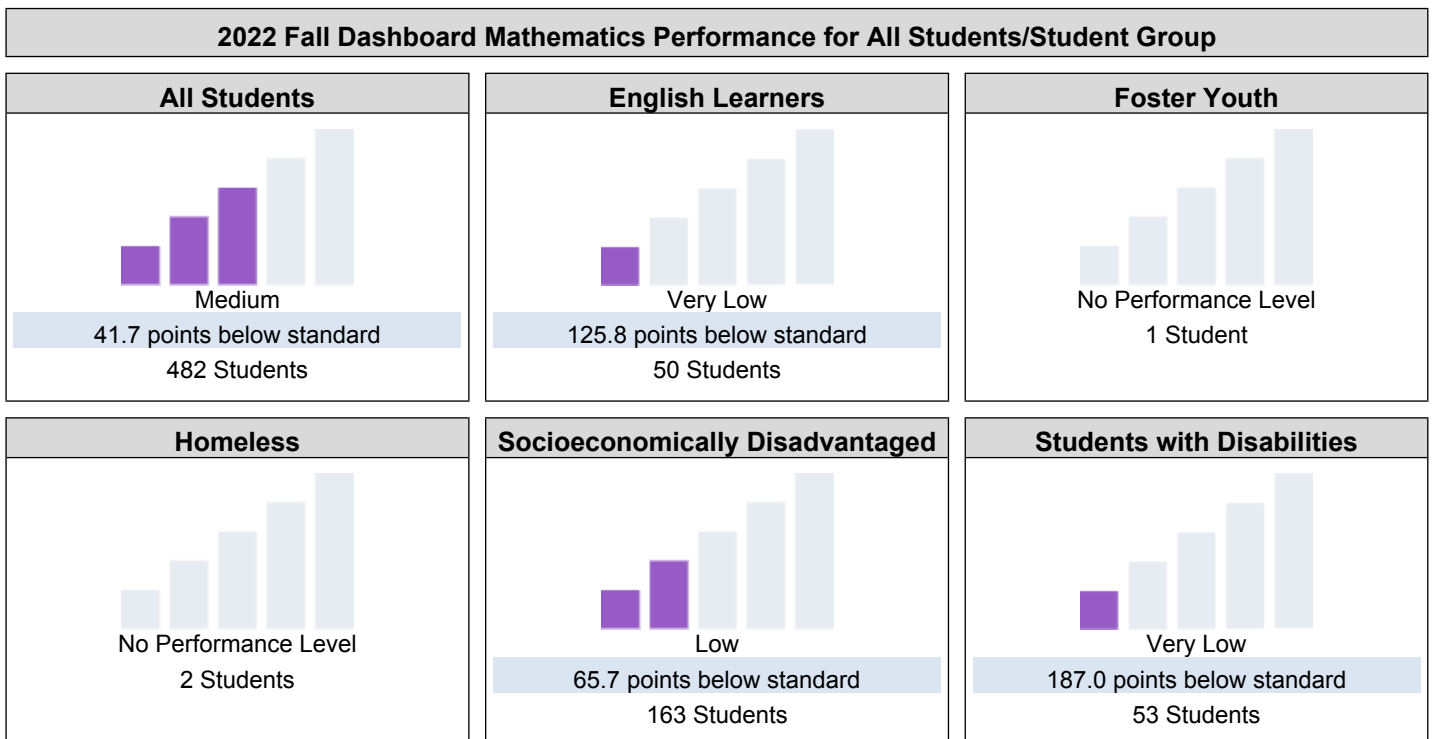 2022 Fall Dashboard Mathematics Performance for All Students/Student Group
All Students
Medium
41.7 points below standard
482 Students
English Learners
Very Low
125.8 points below standard
50 Students
Foster Youth
No Performance Level
1 Student
Homeless
No Performance Level
2 Students
Socioeconomically Disadvantaged
Low
65.7 points below standard
163 Students
Students with Disabilities
Very Low
187.0 points below standard
53 Students